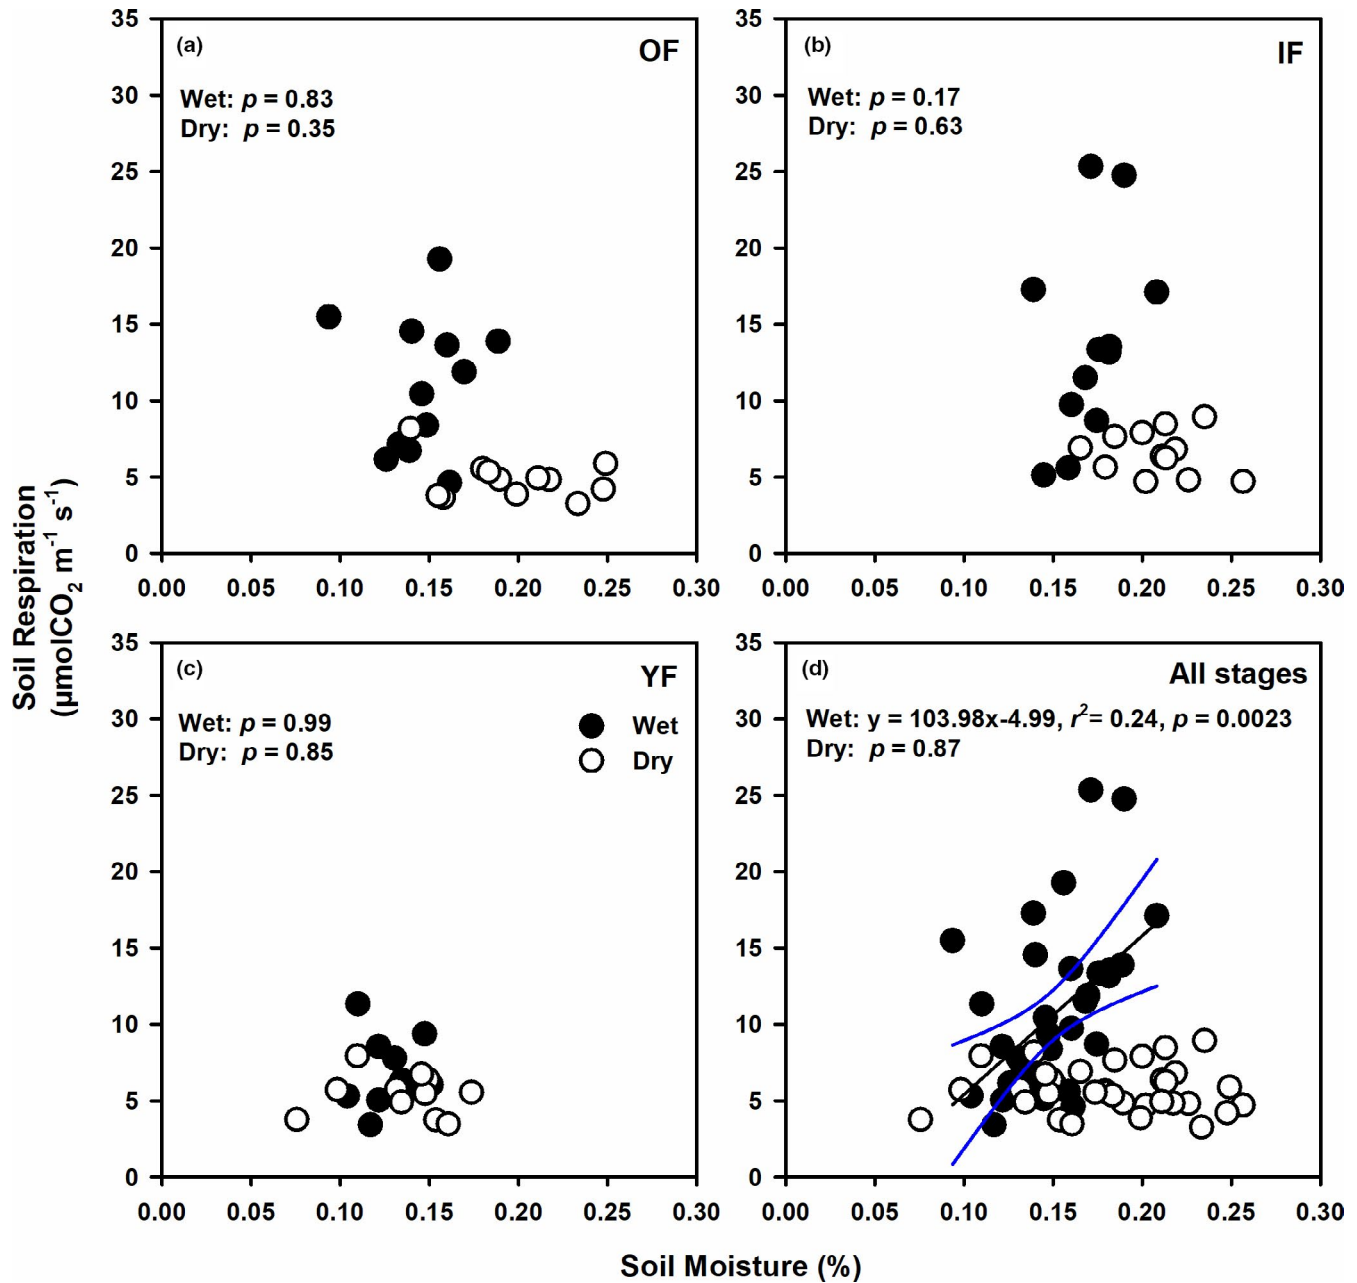 (a)
OF
Wet: p = 0.83
Dry: p = 0.35
35
30
25
20
15
10
5
0
0.00 0.05 0.10 0.15 0.20 0.25 0.30
(b)
IF
Wet: p = 0.17
Dry: p = 0.63
35
30
25
20
15
10
5
0
0.00 0.05 0.10 0.15 0.20 0.25 0.30
Soil Respiration
(µmolCO₂ m⁻¹ s⁻¹)
(c)
YF
Wet: p = 0.99
Dry: p = 0.85
Wet
Dry
35
30
25
20
15
10
5
0
0.00 0.05 0.10 0.15 0.20 0.25 0.30
(d)
All stages
Wet: y = 103.98x-4.99, r²= 0.24, p = 0.0023
Dry: p = 0.87
35
30
25
20
15
10
5
0
0.00 0.05 0.10 0.15 0.20 0.25 0.30
Soil Moisture (%)